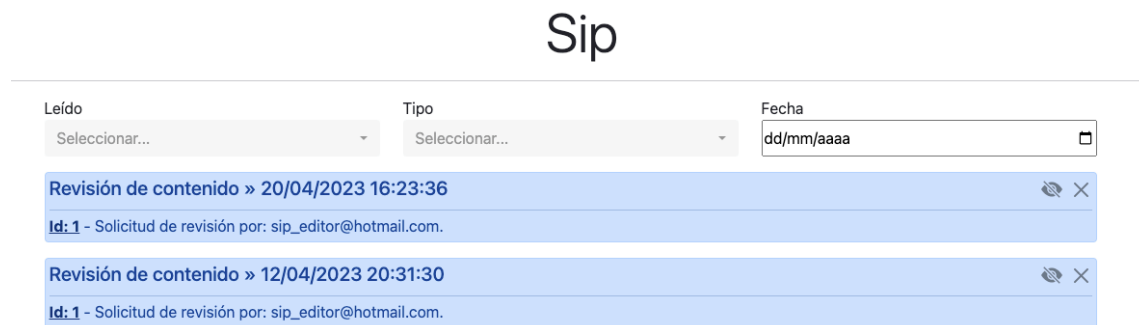 Sip
Leído Tipo Fecha
Seleccionar... Seleccionar... dd/mm/aaaa
Revisión de contenido » 20/04/2023 16:23:36
Id: 1 - Solicitud de revisión por: sip_editor@hotmail.com.
Revisión de contenido » 12/04/2023 20:31:30
Id: 1 - Solicitud de revisión por: sip_editor@hotmail.com.